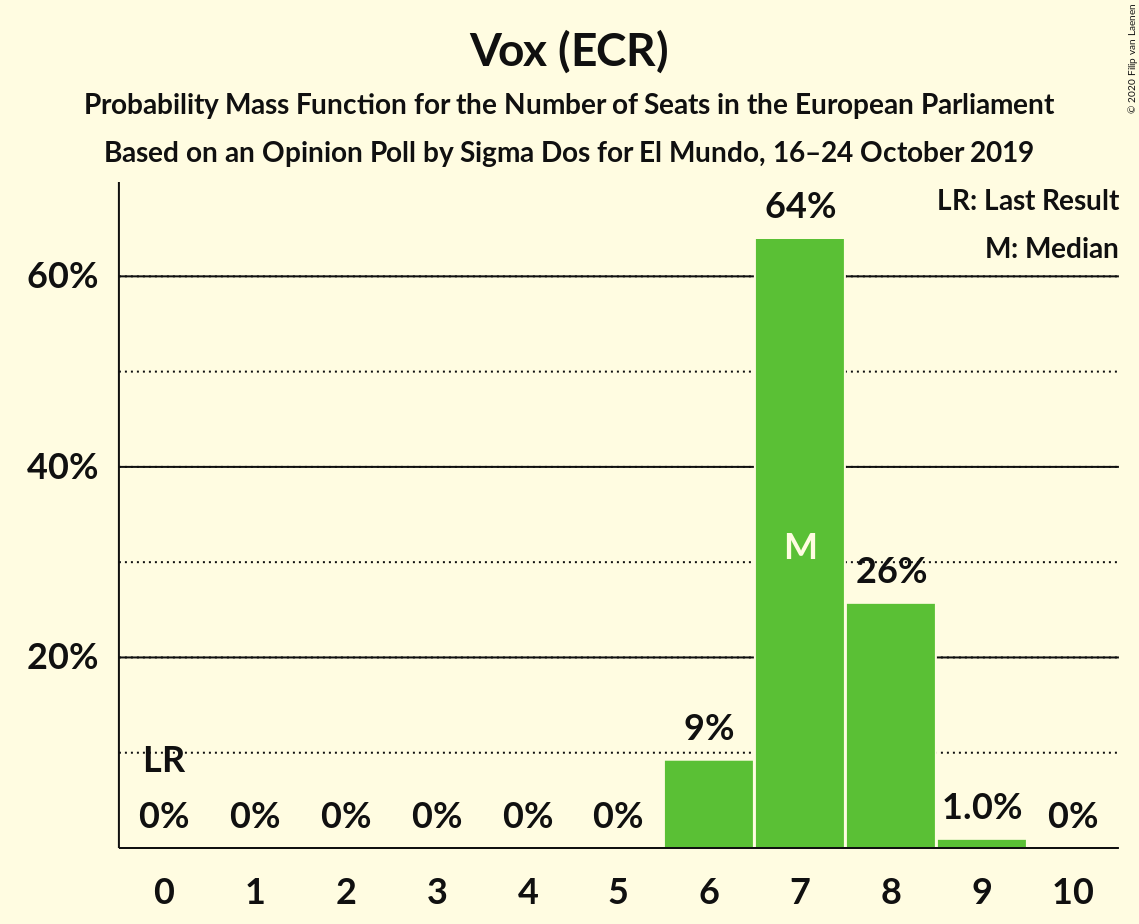 Vox (ECR)
Probability Mass Function for the Number of Seats in the European Parliament
Based on an Opinion Poll by Sigma Dos for El Mundo, 16–24 October 2019
© 2020 Filip van Laenen
LR: Last Result
M: Median
64%
60%
40%
M
26%
20%
9%
LR
0% 0% 0% 0% 0% 0% 1.0% 0%
0 1 2 3 4 5 6 7 8 9 10